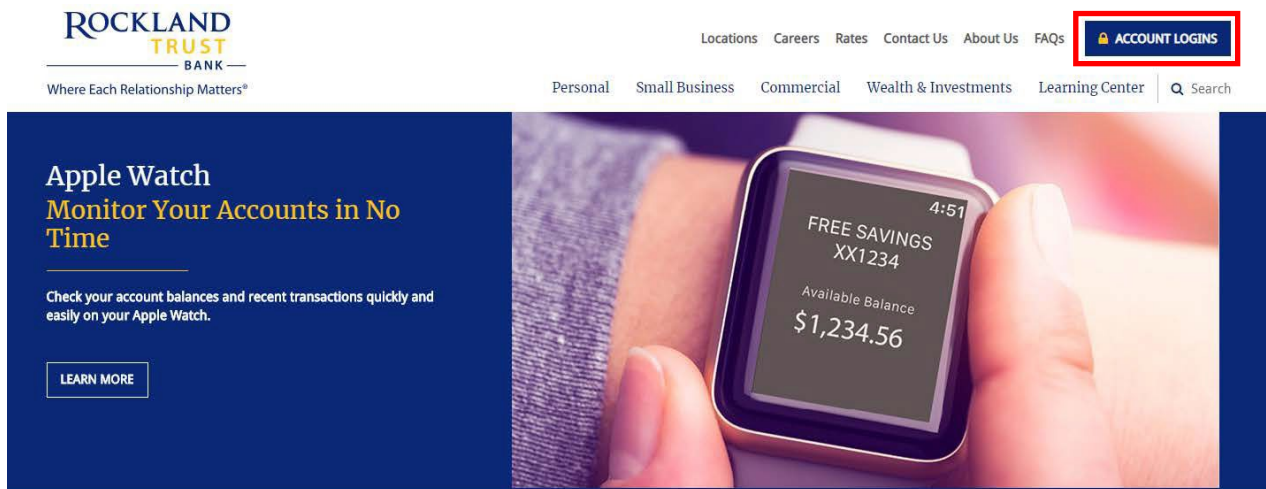 ROCKLAND
TRUST
BANK
Where Each Relationship Matters®
Locations Careers Rates Contact Us About Us FAQs ACCOUNT LOGINS
Personal Small Business Commercial Wealth & Investments Learning Center Search
Apple Watch
Monitor Your Accounts in No
Time
Check your account balances and recent transactions quickly and
easily on your Apple Watch.
LEARN MORE
4:51
FREE SAVINGS
XX1234
Available Balance
$1,234.56